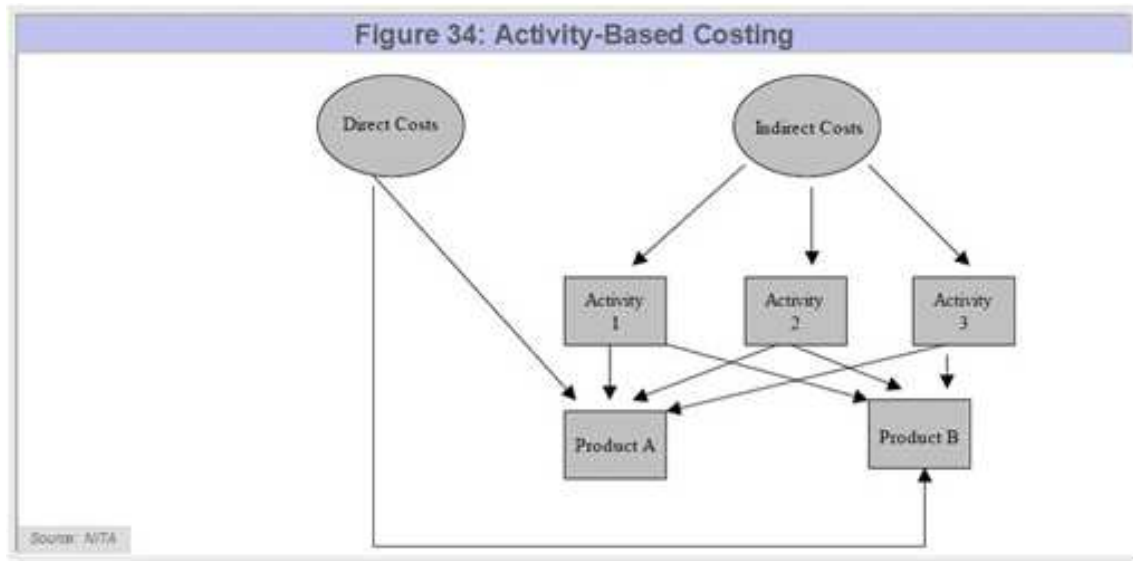 Figure 34: Activity-Based Costing
Direct Costs
Indirect Costs
Activity
1
Activity
2
Activity
3
Product A
Product B
Source: NITA